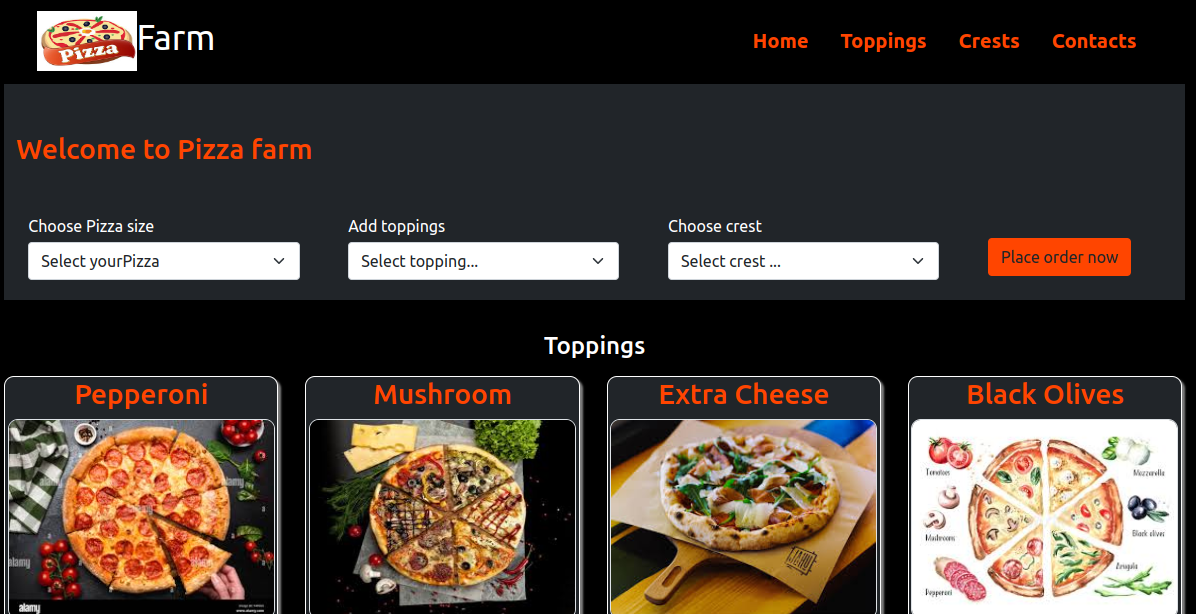 Pizza
Farm
Home
Toppings
Crests
Contacts
Welcome to Pizza farm
Choose Pizza size
Add toppings
Choose crest
Select yourPizza
Select topping...
Select crest ...
Place order now
Toppings
Pepperoni
Mushroom
Extra Cheese
Black Olives
alamy
alamy
alamy
Tomatoes
Mozzarella
Mushrooms
Black olives
Arugula
Pepperoni